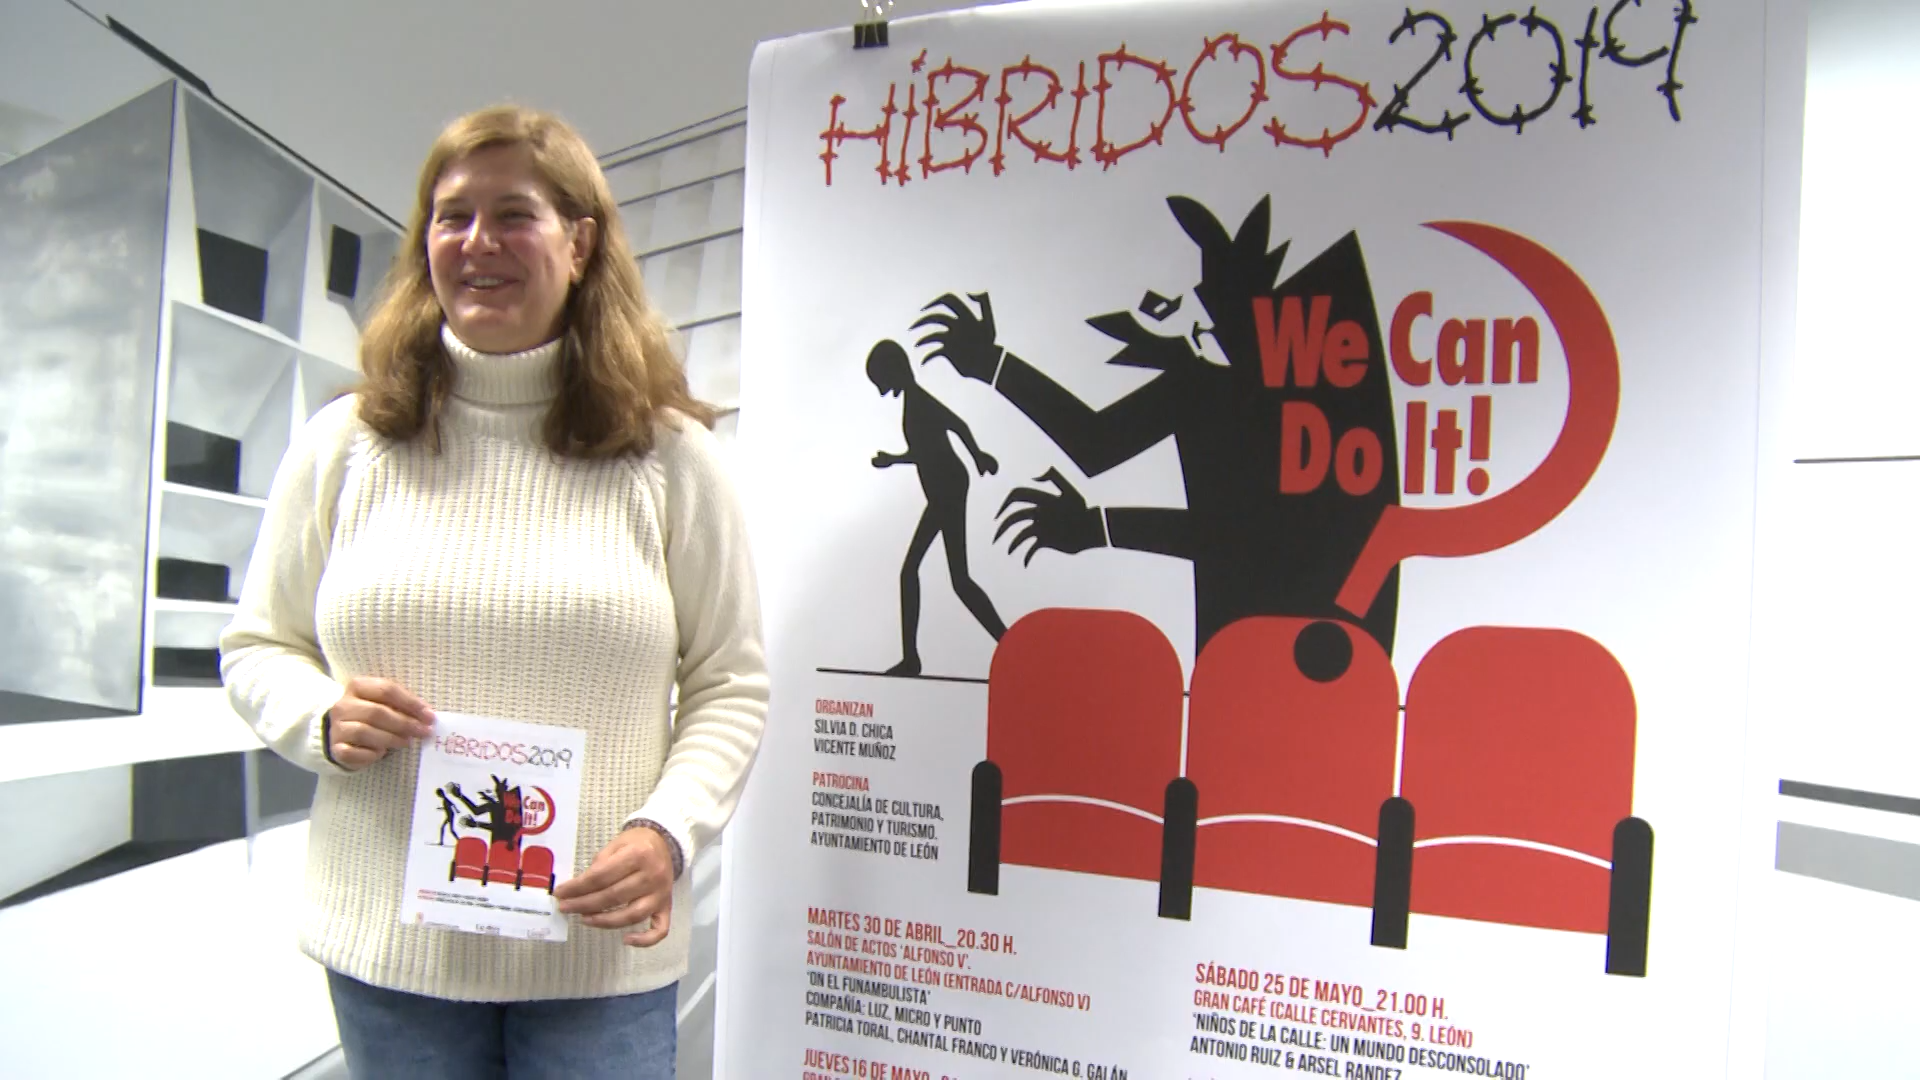 HÍBRIDOS2019
We Can
Do It!
ORGANIZAN
SILVIA D. CHICA
VICENTE MUÑOZ
PATROCINA
CONCEJALÍA DE CULTURA,
PATRIMONIO Y TURISMO.
AYUNTAMIENTO DE LEÓN
MARTES 30 DE ABRIL_20.30 H.
SALÓN DE ACTOS 'ALFONSO V'.
AYUNTAMIENTO DE LEÓN (ENTRADA C/ALFONSO V)
'ON EL FUNAMBULISTA'
COMPAÑÍA: LUZ, MICRO Y PUNTO
PATRICIA TORAL, CHANTAL FRANCO Y VERÓNICA G. GALÁN
JUEVES 16 DE MAYO
SÁBADO 25 DE MAYO_21.00 H.
GRAN CAFÉ (CALLE CERVANTES, 9. LEÓN)
'NIÑOS DE LA CALLE: UN MUNDO DESCONSOLADO'
ANTONIO RUIZ & ARSEL RANDEZ
HÍBRIDOS2019
We Can
Do It!